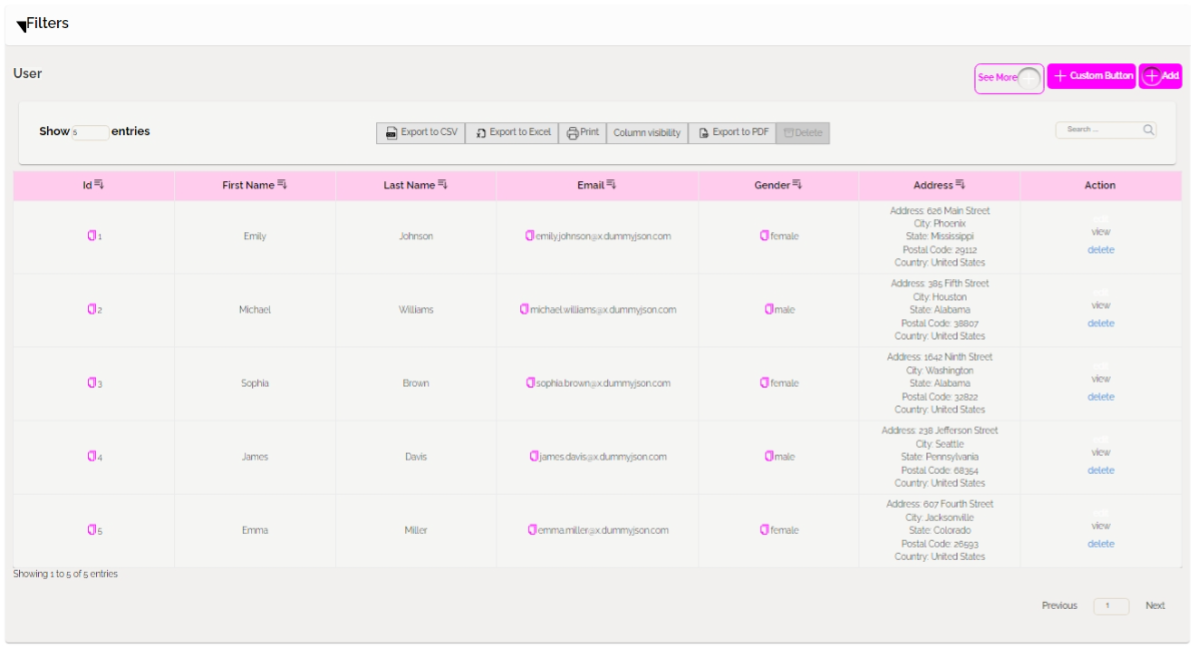 Filters
User
See More
Custom Button
Add
Show 5 entries
Export to CSV
Export to Excel
Print
Column visibility
Export to PDF
Delete
Search ...
Id First Name Last Name Email Gender Address Action
Address: 626 Main Street
City: Phoenix
1 Emily Johnson emily.johnson@x.dummyjson.com female State: Mississippi view
Postal Code: 29112 delete
Country: United States
Address: 385 Fifth Street
City: Houston
2 Michael Williams michael.williams@x.dummyjson.com male State: Alabama view
Postal Code: 38807 delete
Country: United States
Address: 1642 Ninth Street
City: Washington
3 Sophia Brown sophia.brown@x.dummyjson.com female State: Alabama view
Postal Code: 32822 delete
Country: United States
Address: 238 Jefferson Street
City: Seattle
4 James Davis james.davis@x.dummyjson.com male State: Pennsylvania view
Postal Code: 68354 delete
Country: United States
Address: 607 Fourth Street
City: Jacksonville
5 Emma Miller emma.miller@x.dummyjson.com female State: Colorado view
Postal Code: 26593 delete
Country: United States
Showing 1 to 5 of 5 entries
Previous 1 Next